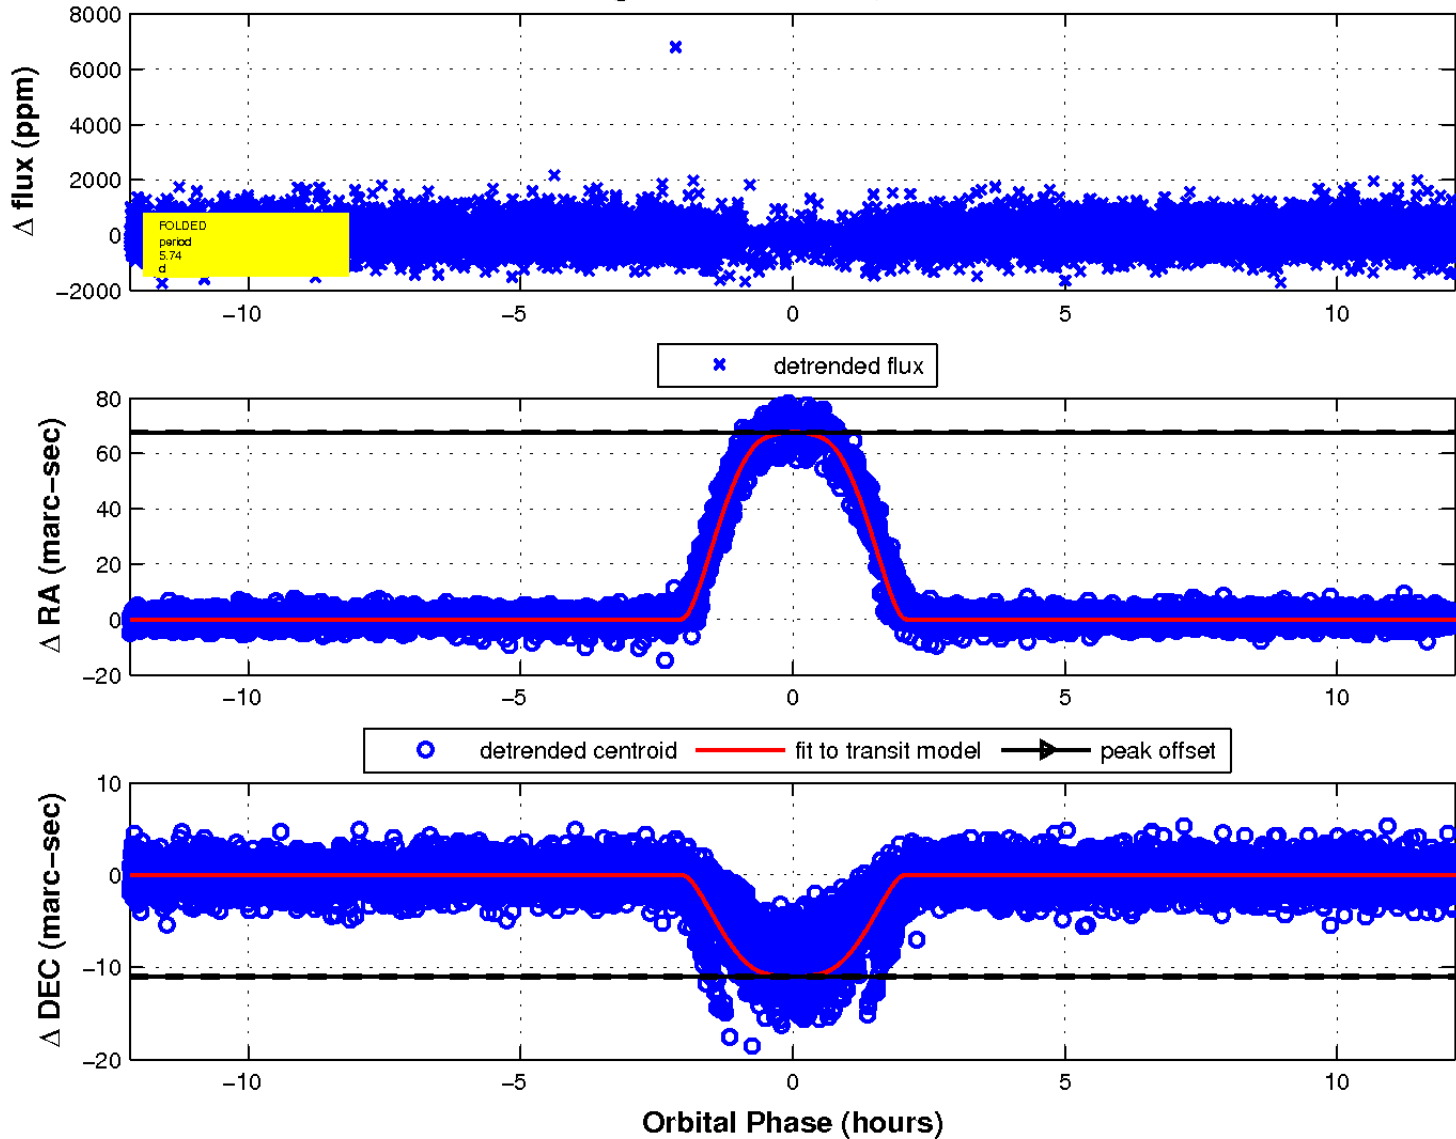 8000
6000
4000
2000
0
−2000
Δ flux (ppm)
FOLDED
period
5.74
d
−10
−5
0
5
10
detrended flux
80
60
40
20
0
−20
Δ RA (marc−sec)
−10
−5
0
5
10
detrended centroid
fit to transit model
peak offset
10
0
−10
−20
Δ DEC (marc−sec)
−10
−5
0
5
10
Orbital Phase (hours)